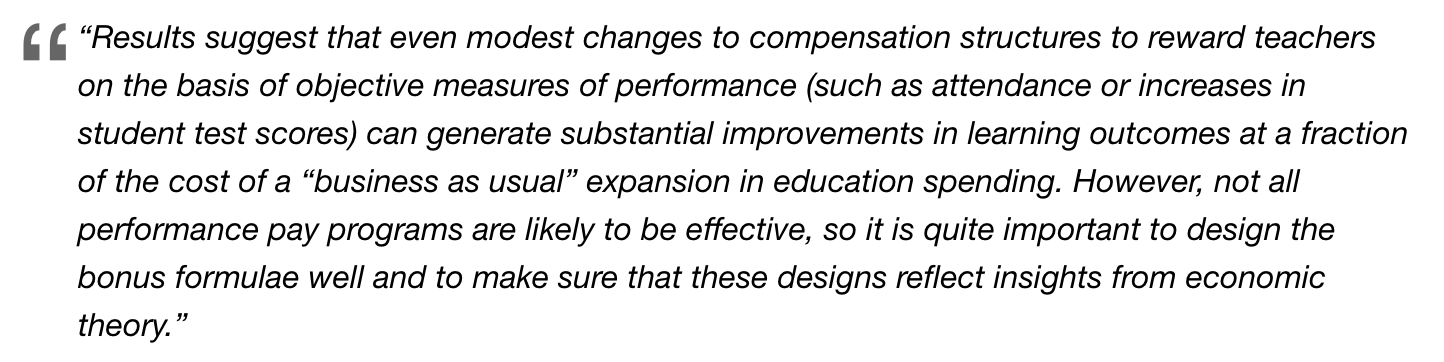 “Results suggest that even modest changes to compensation structures to reward teachers
on the basis of objective measures of performance (such as attendance or increases in
student test scores) can generate substantial improvements in learning outcomes at a fraction
of the cost of a “business as usual” expansion in education spending. However, not all
performance pay programs are likely to be effective, so it is quite important to design the
bonus formulae well and to make sure that these designs reflect insights from economic
theory.”